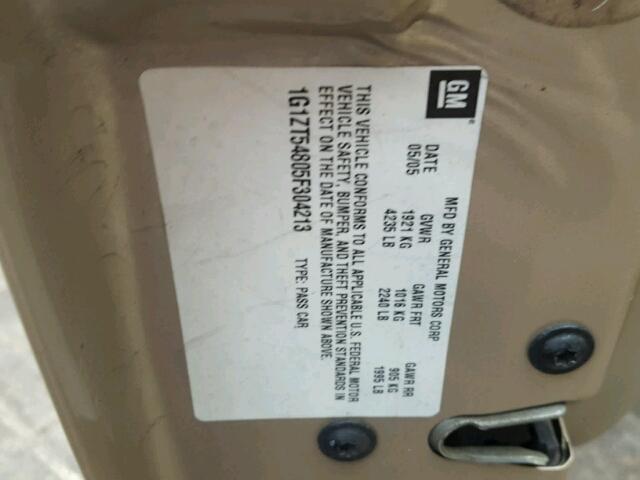 GM
MFD BY GENERAL MOTORS CORP
DATE GVWR GAWR FRT GAWR RR
05/05 1921 KG 1016 KG 905 KG
4235 LB 2240 LB 1995 LB
THIS VEHICLE CONFORMS TO ALL APPLICABLE U.S. FEDERAL MOTOR
VEHICLE SAFETY, BUMPER, AND THEFT PREVENTION STANDARDS IN
EFFECT ON THE DATE OF MANUFACTURE SHOWN ABOVE.
1G1ZT54805F304213 TYPE: PASS CAR